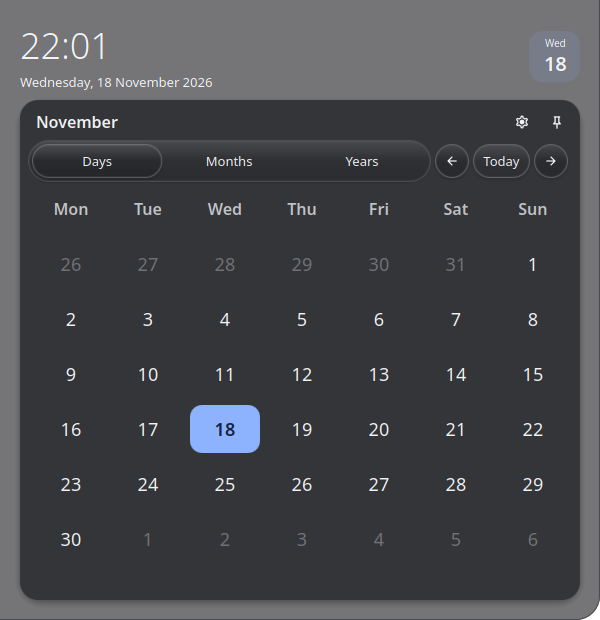 22:01
Wednesday, 18 November 2026
Wed
18
November
Days Months Years Today
Mon Tue Wed Thu Fri Sat Sun
26 27 28 29 30 31 1
2 3 4 5 6 7 8
9 10 11 12 13 14 15
16 17 18 19 20 21 22
23 24 25 26 27 28 29
30 1 2 3 4 5 6